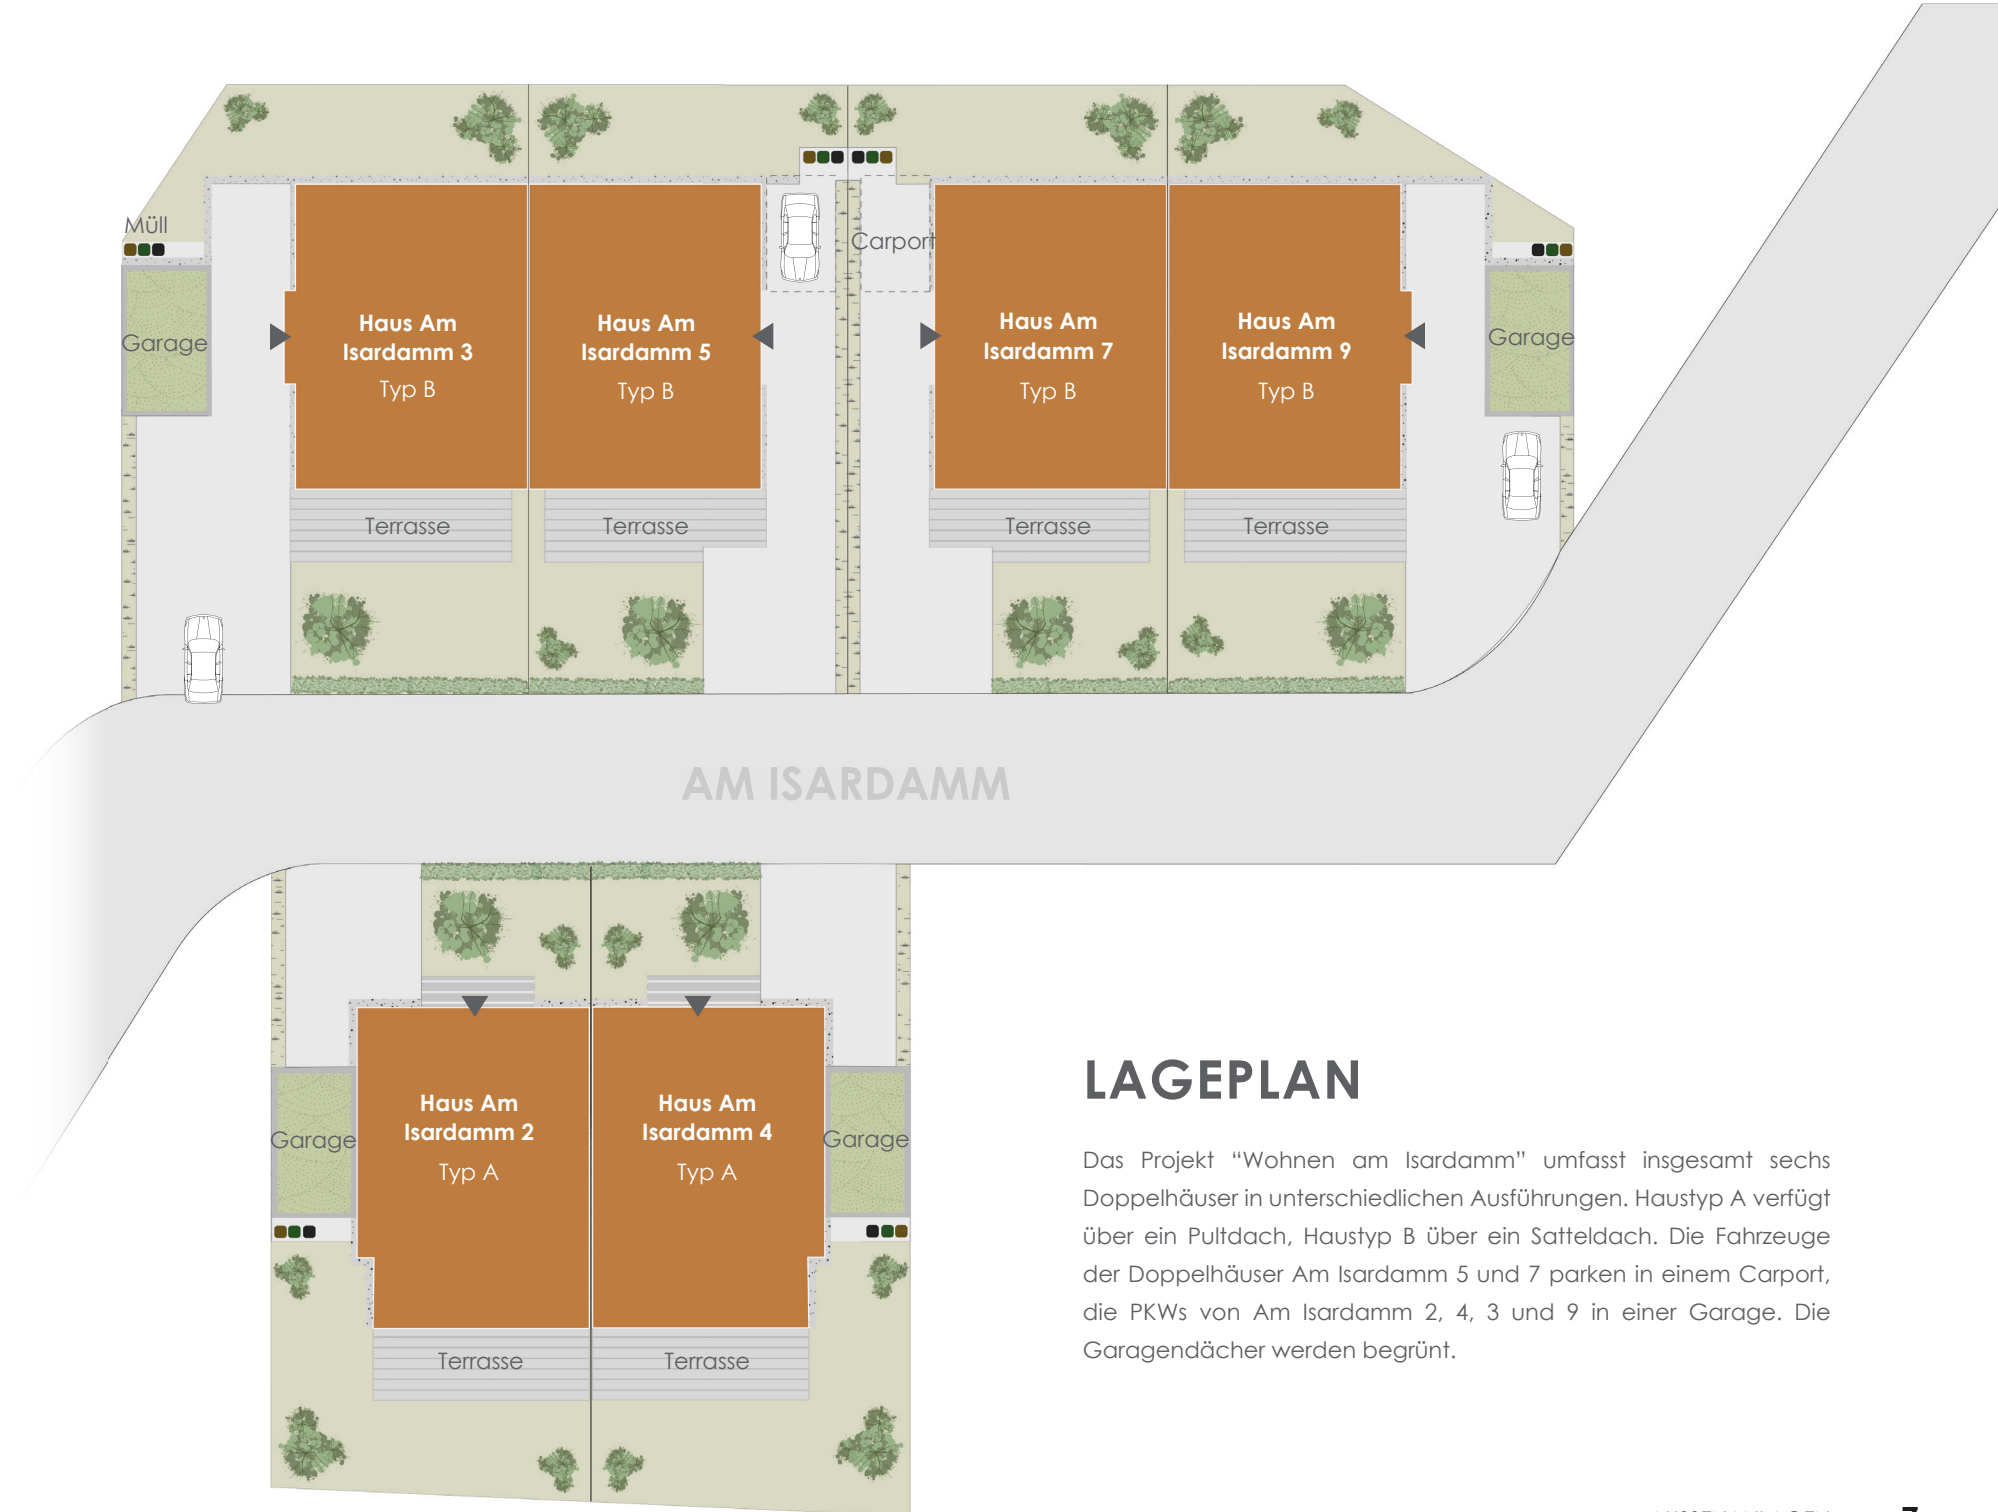 Müll
Garage
Haus Am
Isardamm 3
Typ B
Haus Am
Isardamm 5
Typ B
Carport
Haus Am
Isardamm 7
Typ B
Haus Am
Isardamm 9
Typ B
Garage
Terrasse
Terrasse
Terrasse
Terrasse
AM ISARDAMM
Garage
Haus Am
Isardamm 2
Typ A
Haus Am
Isardamm 4
Typ A
Garage
Terrasse
Terrasse
LAGEPLAN
Das Projekt “Wohnen am Isardamm” umfasst insgesamt sechs
Doppelhäuser in unterschiedlichen Ausführungen. Haustyp A verfügt
über ein Pultdach, Haustyp B über ein Satteldach. Die Fahrzeuge
der Doppelhäuser Am Isardamm 5 und 7 parken in einem Carport,
die PKWs von Am Isardamm 2, 4, 3 und 9 in einer Garage. Die
Garagendächer werden begrünt.